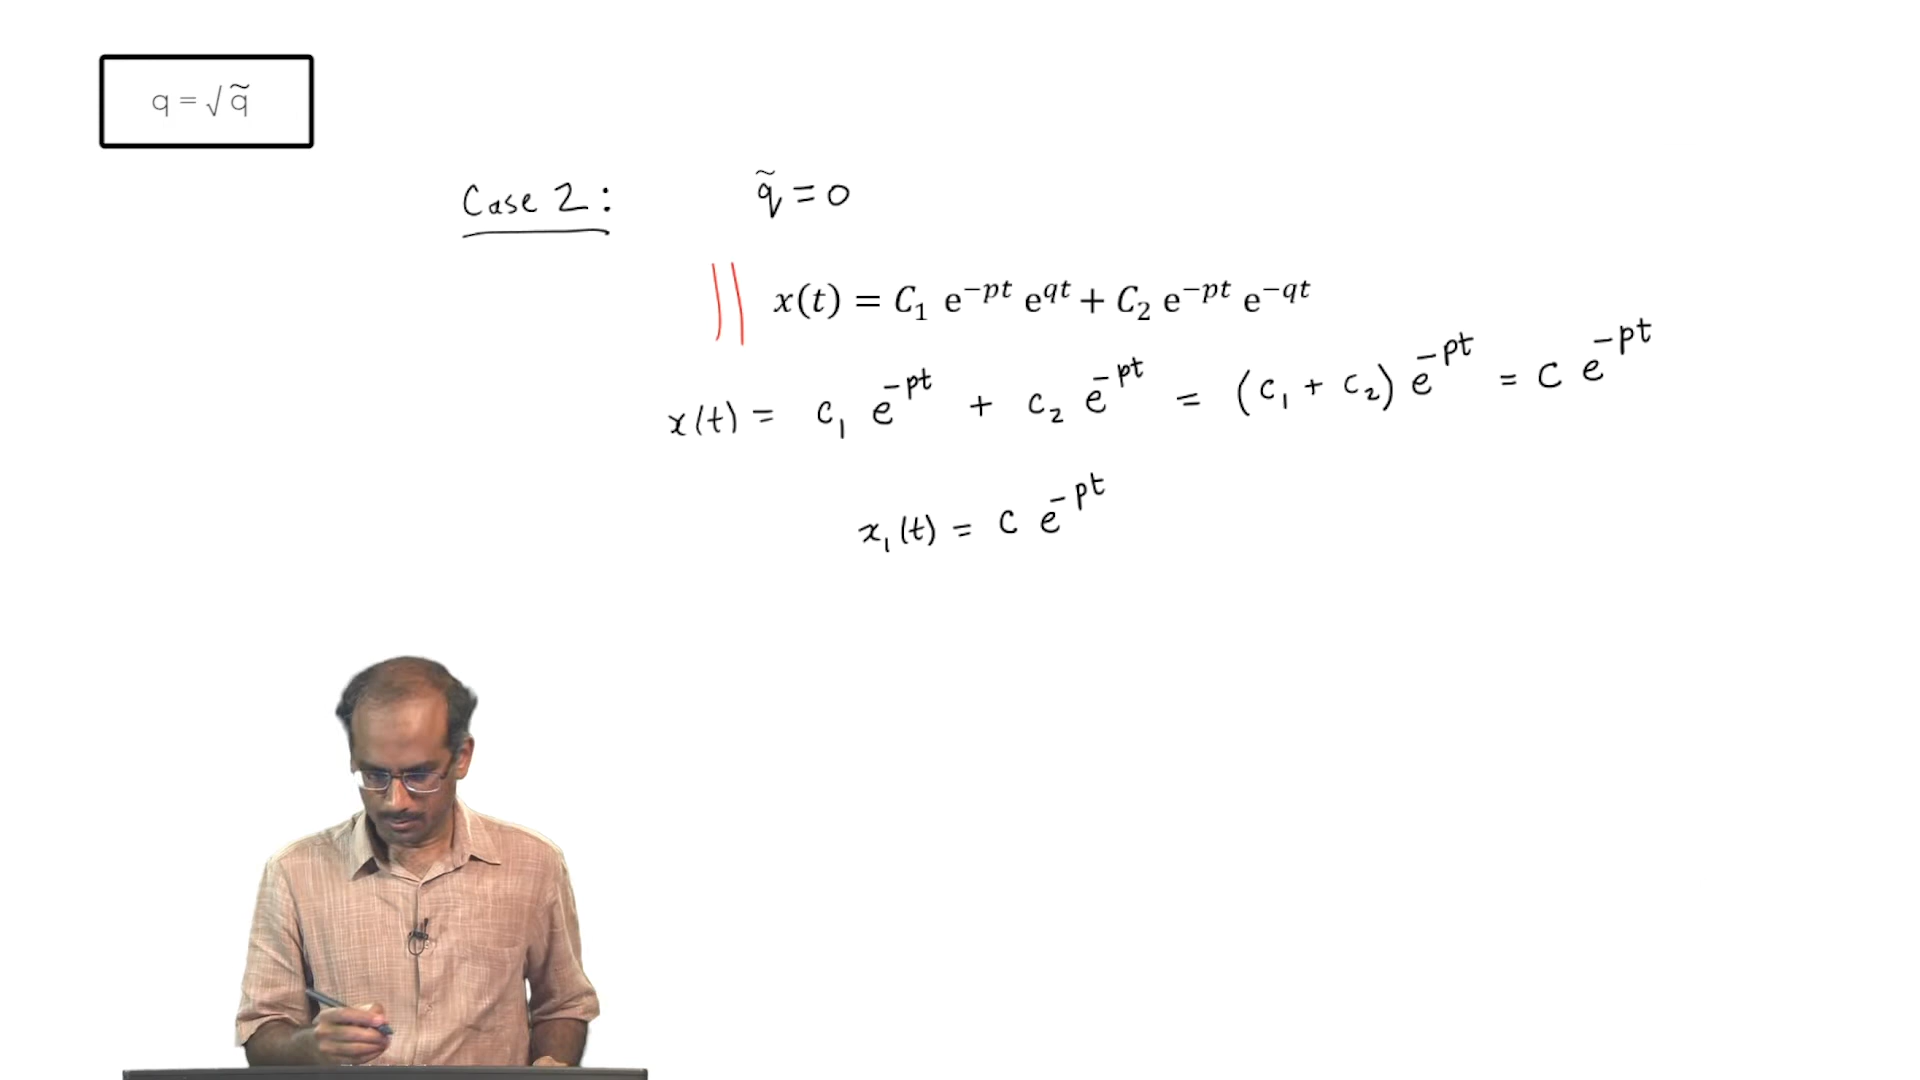 q = √q̃
Case 2 : q̃ = 0
x(t) = C₁ e⁻ᵖᵗ e^{qt} + C₂ e⁻ᵖᵗ e^{−qt}
x(t) = c₁ e^{−pt} + c₂ e^{−pt} = (c₁ + c₂) e^{−pt} = c e^{−pt}
x₁(t) = c e^{−pt}